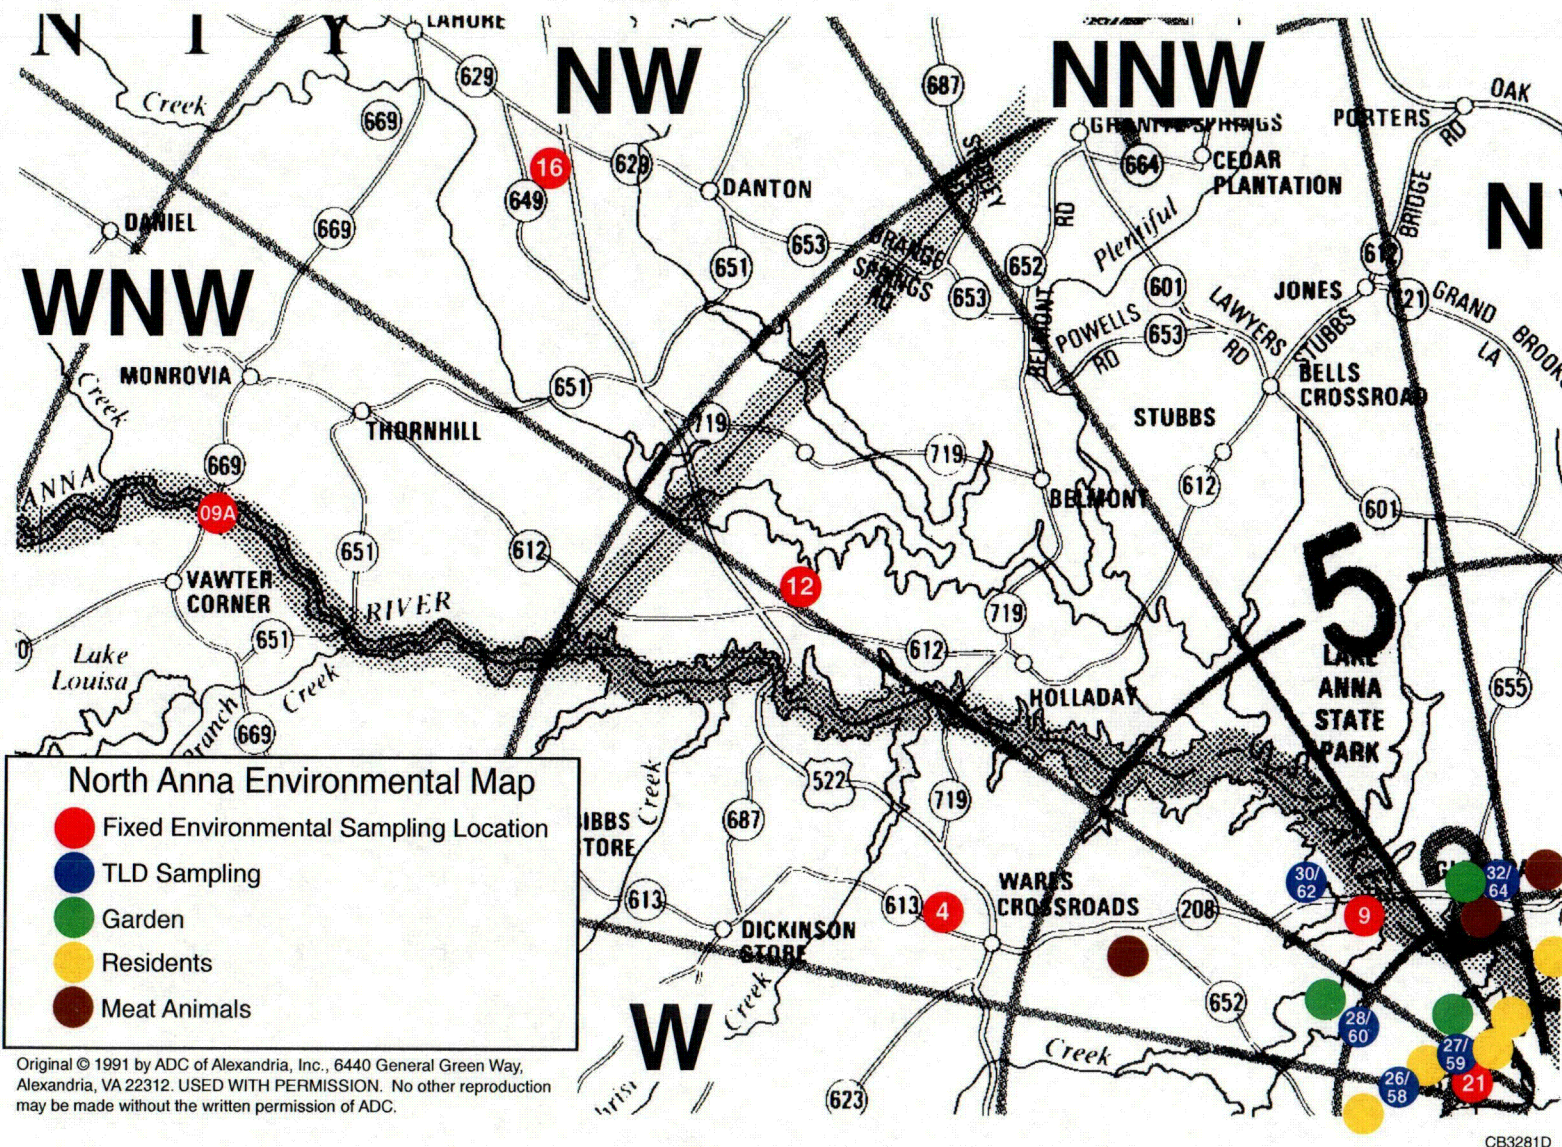 N T Y
LAHORE
NW
NNW
OAK
629
687
PORTERS
RD
Creek
669
GRANITE SPRINGS
664
CEDAR
PLANTATION
16
629
DANTON
649
BRIDGE
N
DANIEL
669
653
RD
Plentiful
612
651
ORANGE
SPRINGS
RD
652
653
601
JONES
621
GRAND
LA
WNW
BELMONT
POWELLS
RD
653
LAWYERS
RD
STUBBS
BROOKS
MONROVIA
651
BELLS
CROSSROAD
Creek
THORNHILL
719
STUBBS
669
719
ANNA
BELMONT
612
601
09A
651
612
5
VAWTER
CORNER
RIVER
12
719
651
612
Lake
Louisa
LAKE
ANNA
STATE
PARK
655
Creek
Branch
HOLLADAY
669
North Anna Environmental Map
Fixed Environmental Sampling Location
TLD Sampling
Garden
Residents
Meat Animals
522
Creek
719
687
IBBS
TORE
30/
62
32/
64
613
613
4
WARES
CROSSROADS
208
9
DICKINSON
STORE
W
Creek
652
28/
60
27/
59
Creek
26/
58
21
623
Original © 1991 by ADC of Alexandria, Inc., 6440 General Green Way,
Alexandria, VA 22312. USED WITH PERMISSION. No other reproduction
may be made without the written permission of ADC.
CB3281D